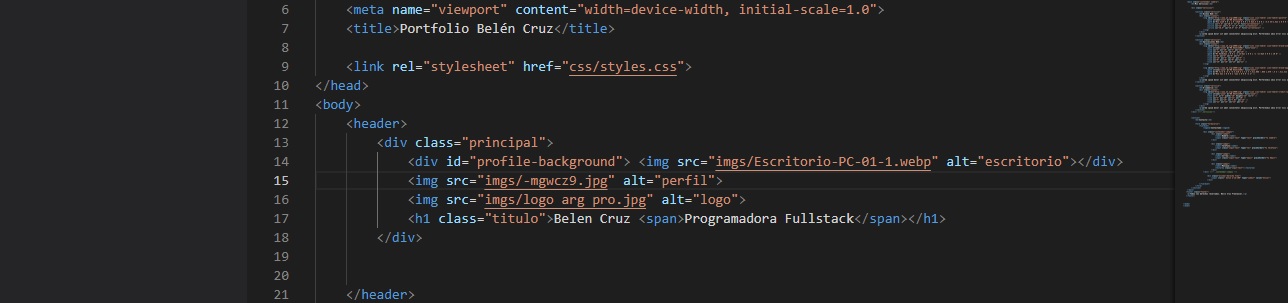 6 <meta name="viewport" content="width=device-width, initial-scale=1.0">
7 <title>Portfolio Belén Cruz</title>
8
9 <link rel="stylesheet" href="css/styles.css">
10 </head>
11 <body>
12 <header>
13 <div class="principal">
14 <div id="profile-background"> <img src="imgs/Escritorio-PC-01-1.webp" alt="escritorio"></div>
15 <img src="imgs/-mgwcz9.jpg" alt="perfil">
16 <img src="imgs/logo arg pro.jpg" alt="logo">
17 <h1 class="titulo">Belen Cruz <span>Programadora Fullstack</span></h1>
18 </div>
19
20
21 </header>